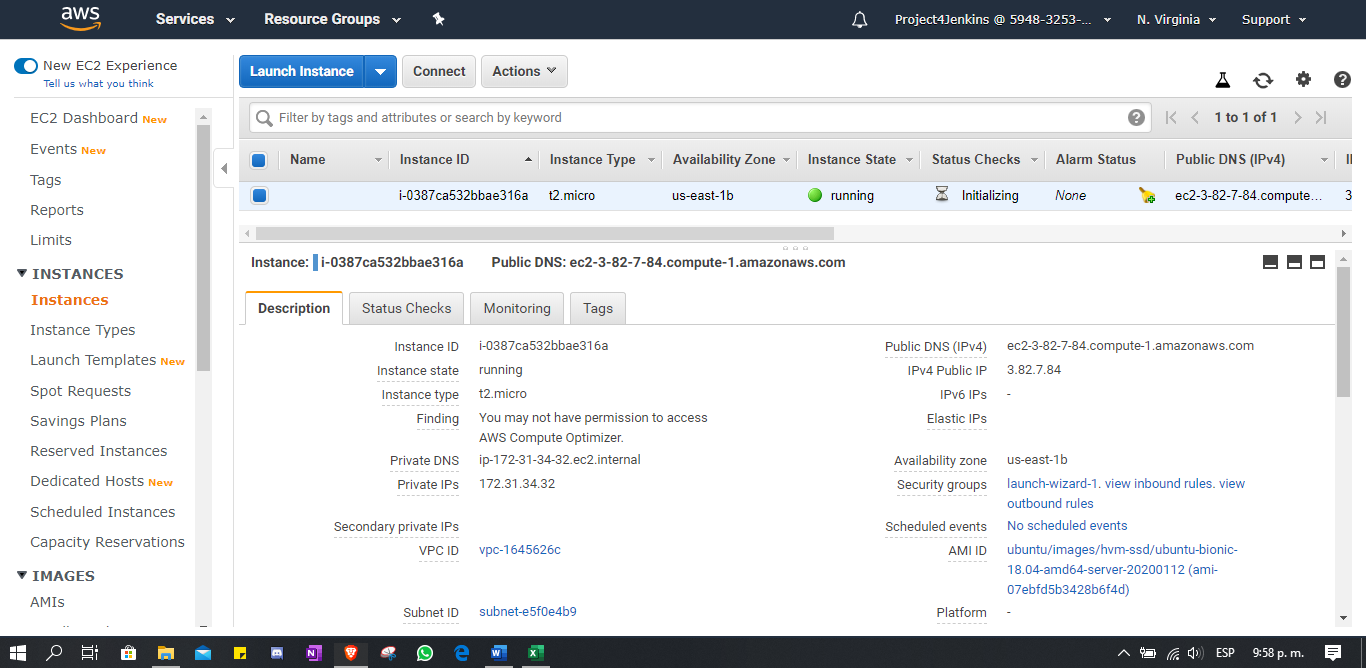 aws
Services
Resource Groups
Project4Jenkins @ 5948-3253-...
N. Virginia
Support
New EC2 Experience
Tell us what you think
EC2 Dashboard New
Events New
Tags
Reports
Limits
INSTANCES
Instances
Instance Types
Launch Templates New
Spot Requests
Savings Plans
Reserved Instances
Dedicated Hosts New
Scheduled Instances
Capacity Reservations
IMAGES
AMIs
Launch Instance
Connect
Actions
Filter by tags and attributes or search by keyword
1 to 1 of 1
Name Instance ID Instance Type Availability Zone Instance State Status Checks Alarm Status Public DNS (IPv4)
i-0387ca532bbae316a t2.micro us-east-1b running Initializing None ec2-3-82-7-84.compute... 3
Instance: i-0387ca532bbae316a Public DNS: ec2-3-82-7-84.compute-1.amazonaws.com
Description Status Checks Monitoring Tags
Instance ID i-0387ca532bbae316a
Instance state running
Instance type t2.micro
Finding You may not have permission to access
AWS Compute Optimizer.
Private DNS ip-172-31-34-32.ec2.internal
Private IPs 172.31.34.32
Secondary private IPs
VPC ID vpc-1645626c
Subnet ID subnet-e5f0e4b9
Public DNS (IPv4) ec2-3-82-7-84.compute-1.amazonaws.com
IPv4 Public IP 3.82.7.84
IPv6 IPs -
Elastic IPs
Availability zone us-east-1b
Security groups launch-wizard-1. view inbound rules. view
outbound rules
Scheduled events No scheduled events
AMI ID ubuntu/images/hvm-ssd/ubuntu-bionic-
18.04-amd64-server-20200112 (ami-
07ebfd5b3428b6f4d)
Platform -
ESP
9:58 p. m.